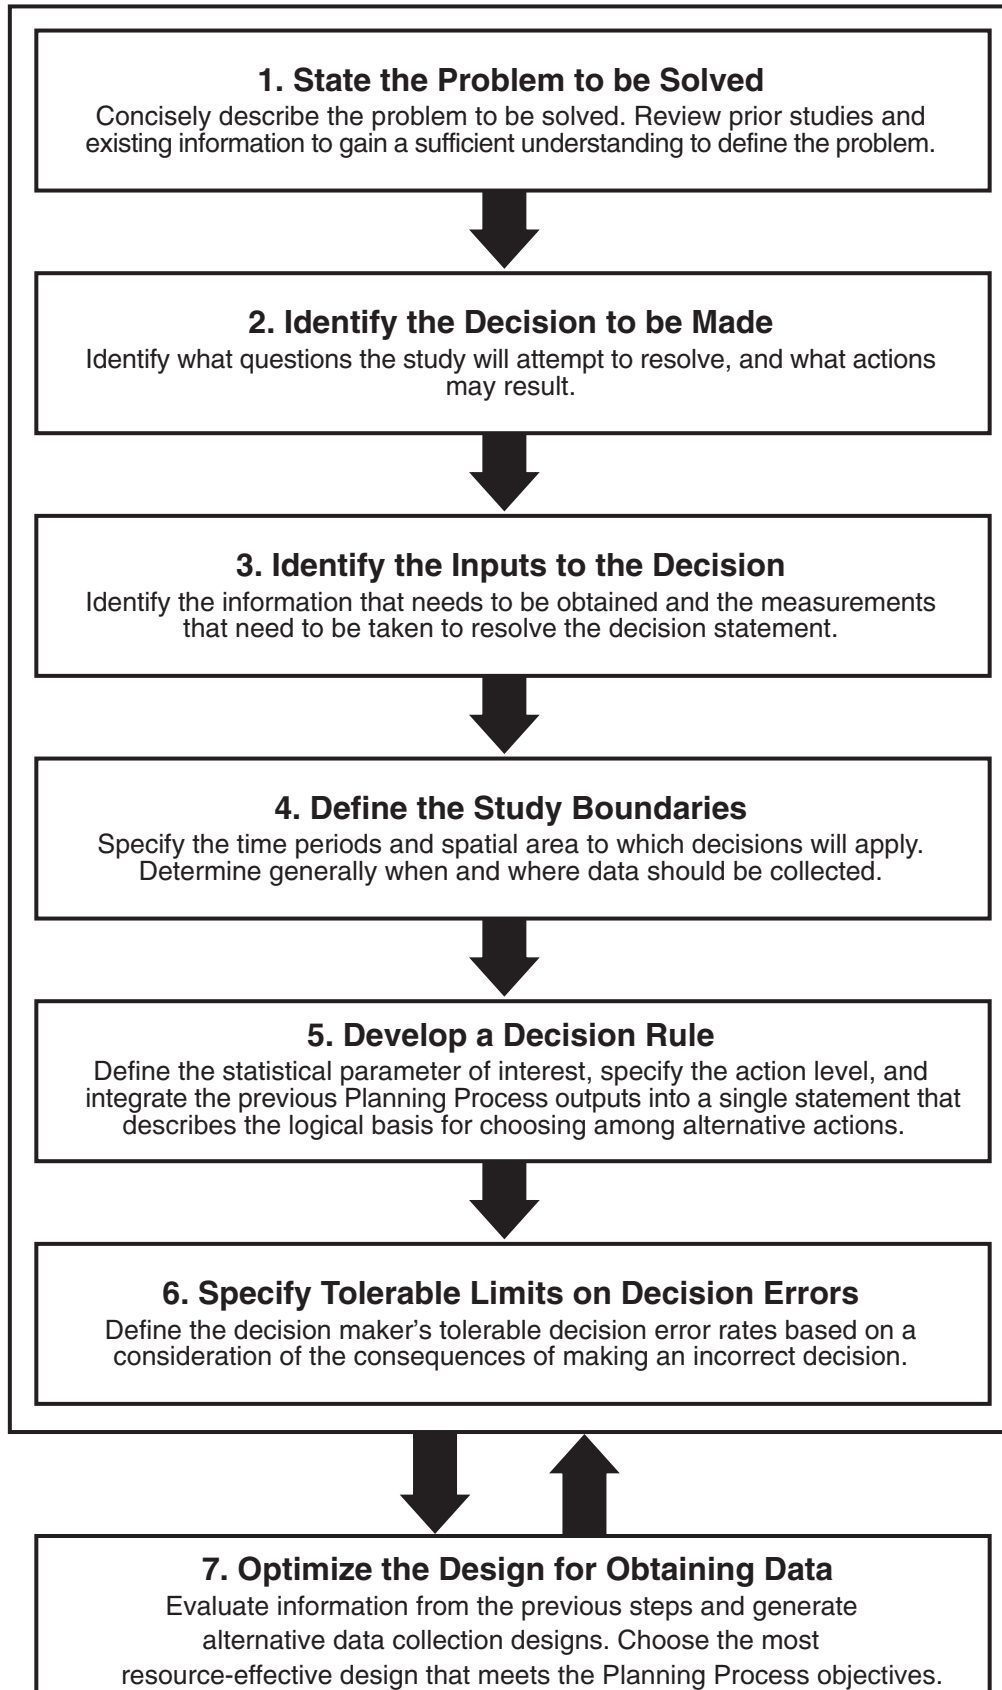 1. State the Problem to be Solved
Concisely describe the problem to be solved. Review prior studies and
existing information to gain a sufficient understanding to define the problem.
2. Identify the Decision to be Made
Identify what questions the study will attempt to resolve, and what actions
may result.
3. Identify the Inputs to the Decision
Identify the information that needs to be obtained and the measurements
that need to be taken to resolve the decision statement.
4. Define the Study Boundaries
Specify the time periods and spatial area to which decisions will apply.
Determine generally when and where data should be collected.
5. Develop a Decision Rule
Define the statistical parameter of interest, specify the action level, and
integrate the previous Planning Process outputs into a single statement that
describes the logical basis for choosing among alternative actions.
6. Specify Tolerable Limits on Decision Errors
Define the decision maker's tolerable decision error rates based on a
consideration of the consequences of making an incorrect decision.
7. Optimize the Design for Obtaining Data
Evaluate information from the previous steps and generate
alternative data collection designs. Choose the most
resource-effective design that meets the Planning Process objectives.